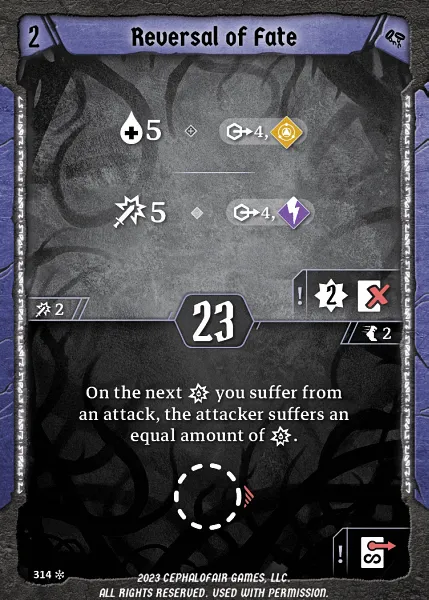 2
Reversal of Fate
5 4,
5 4,
! 2
2
23
2
On the next you suffer from
an attack, the attacker suffers an
equal amount of .
!
S
314
2023 CEPHALOFAIR GAMES, LLC.
ALL RIGHTS RESERVED. USED WITH PERMISSION.